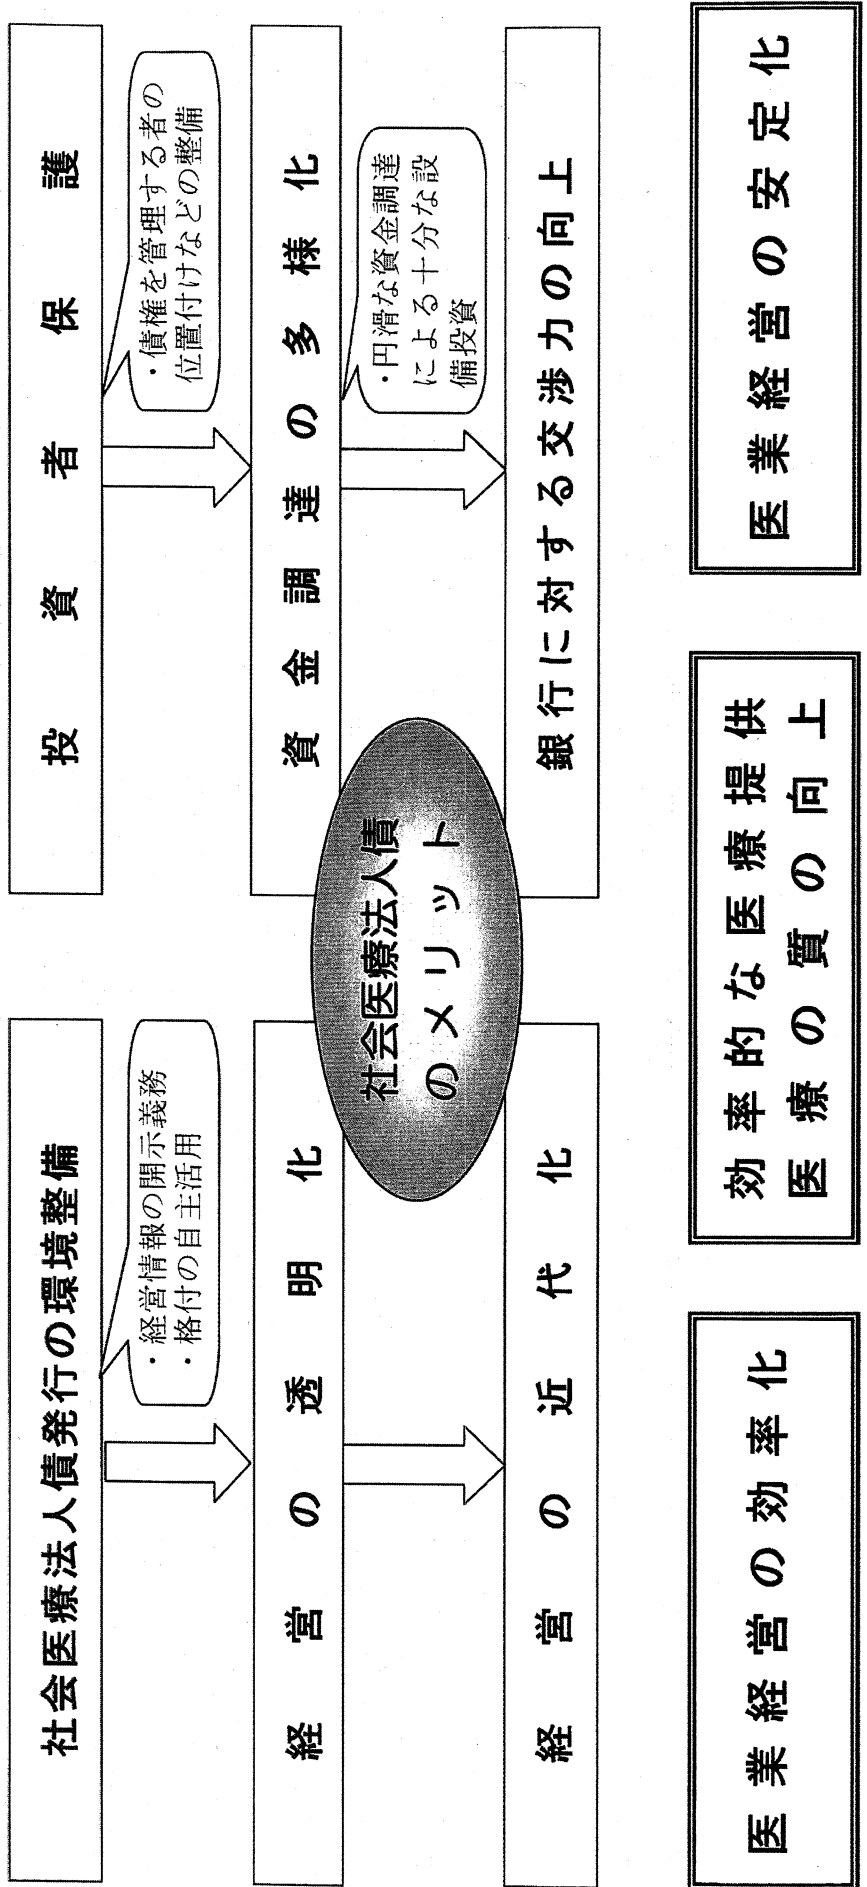 社会医療法人債発行の環境整備
・経営情報の開示義務
・格付の自主活用
経営の透明化
経営の近代化
投資者保護
・債権を管理する者の
位置付けなどの整備
資金調達の多様化
・円滑な資金調達
による十分な設
備投資
銀行に対する交渉力の向上
社会医療法人債
のメリット
医業経営の効率化
効率的な医療提供
医療の質の向上
医業経営の安定化